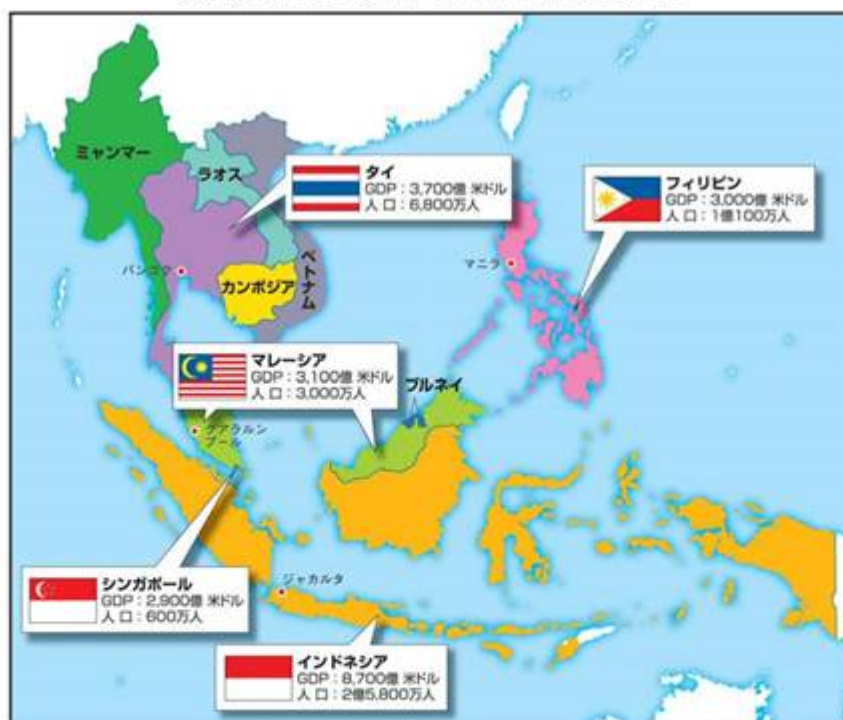 ミャンマー
ラオス
タイ
GDP：3,700億 米ドル
人 口：6,800万人
フィリピン
GDP：3,000億 米ドル
人 口：1億100万人
バンコク
カンボジア
ベトナム
マニラ
マレーシア
GDP：3,100億 米ドル
人 口：3,000万人
ブルネイ
クアラルン
プール
シンガポール
GDP：2,900億 米ドル
人 口：600万人
ジャカルタ
インドネシア
GDP：8,700億 米ドル
人 口：2億5,800万人